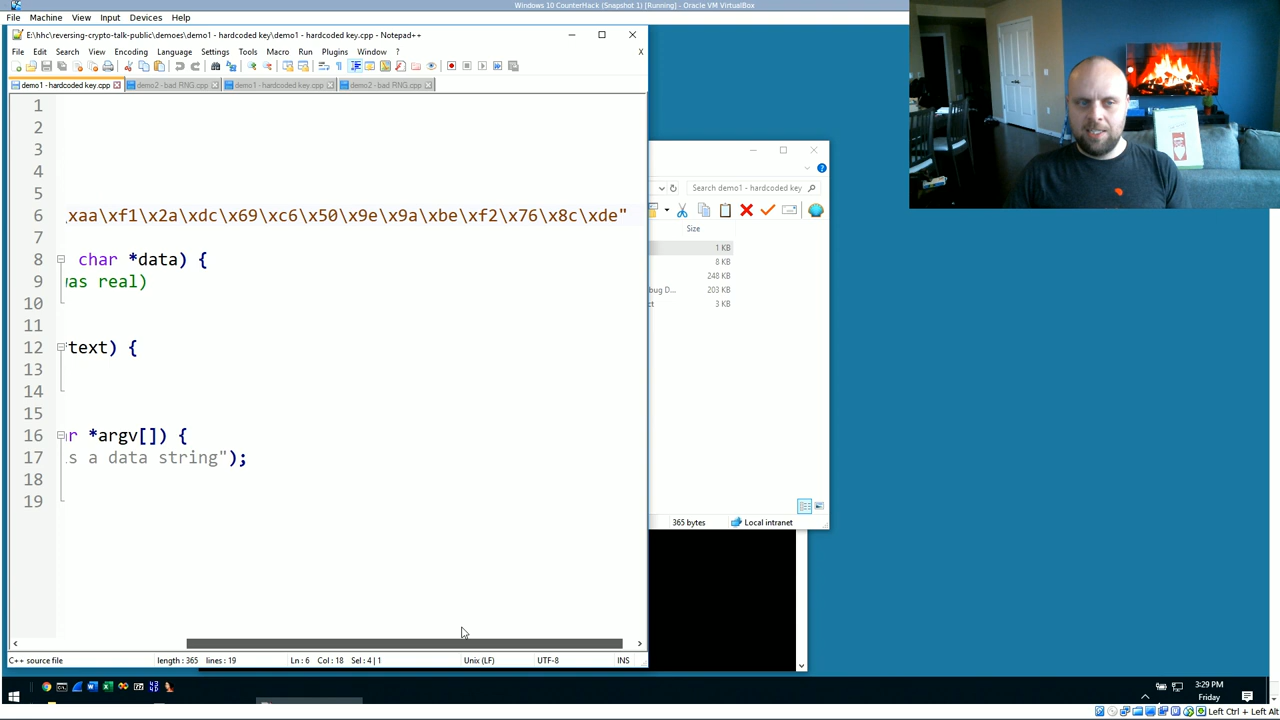 Windows 10 CounterHack (Snapshot 1) [Running] - Oracle VM VirtualBox
File Machine View Input Devices Help
E:\hhc\reversing-crypto-talk-public\demoes\demo1 - hardcoded key\demo1 - hardcoded key.cpp - Notepad++
File Edit Search View Encoding Language Settings Tools Macro Run Plugins Window ? X
demo1 - hardcoded key.cpp demo2 - bad RNG.cpp demo1 - hardcoded key.cpp demo2 - bad RNG.cpp
1
2
3
4
5
6 \xaa\xf1\x2a\xdc\x69\xc6\x50\x9e\x9a\xbe\xf2\x76\x8c\xde"
7
8 char *data) {
9 was real)
10
11
12 *text) {
13
14
15
16 r *argv[]) {
17 s a data string");
18
19
C++ source file length : 365 lines : 19 Ln : 6 Col : 18 Sel : 4 | 1 Unix (LF) UTF-8 INS
Search demo1 - hardcoded key
Size
1 KB
8 KB
248 KB
bug D... 203 KB
ct 3 KB
365 bytes Local intranet
3:29 PM
Friday
Left Ctrl + Left Alt